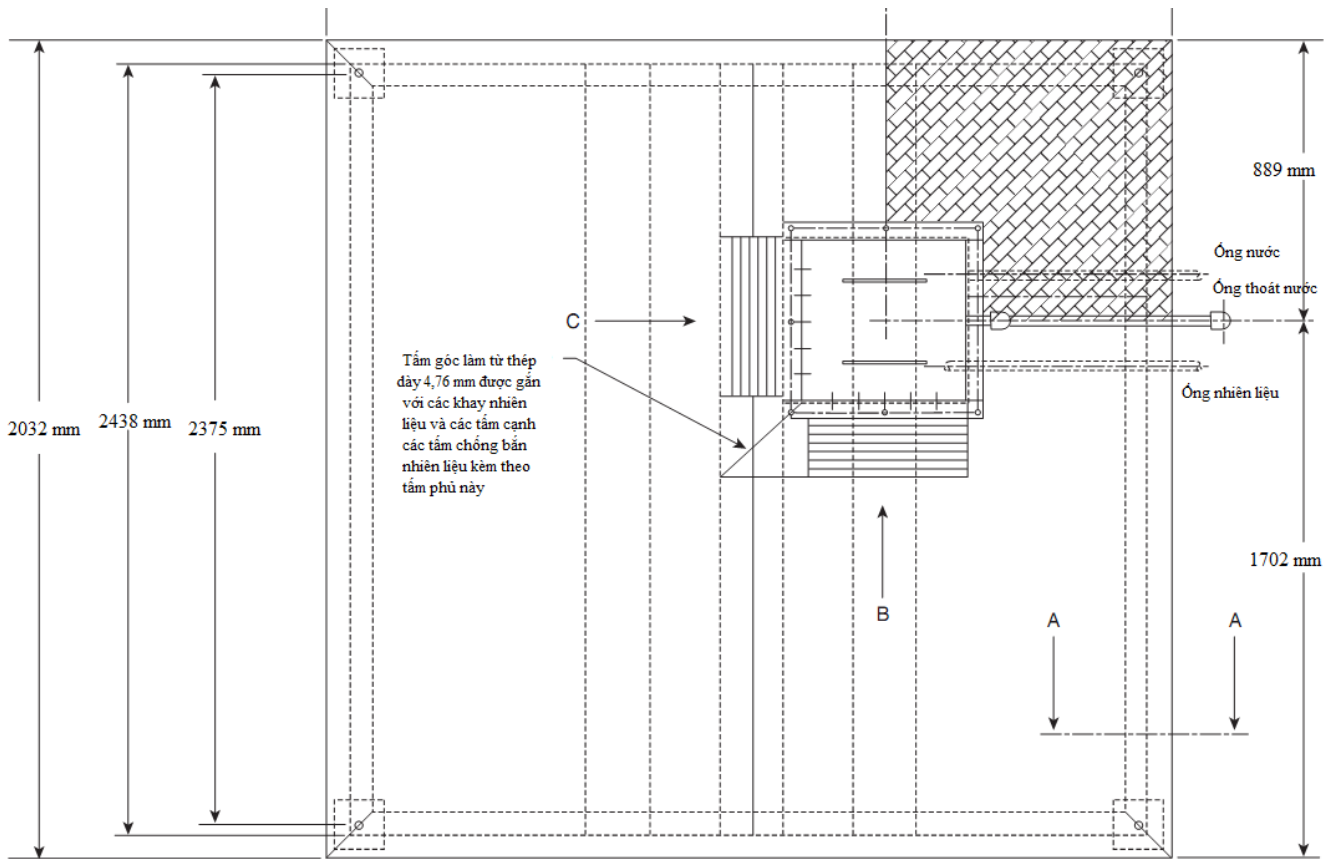 889 mm
Ống nước
Ống thoát nước
C
Tấm góc làm từ thép
dày 4,76 mm được gắn
với các khay nhiên
liệu và các tấm cạnh
các tấm chống bắn
nhiên liệu kèm theo
tấm phủ này
Ống nhiên liệu
2032 mm
2438 mm
2375 mm
1702 mm
B
A
A